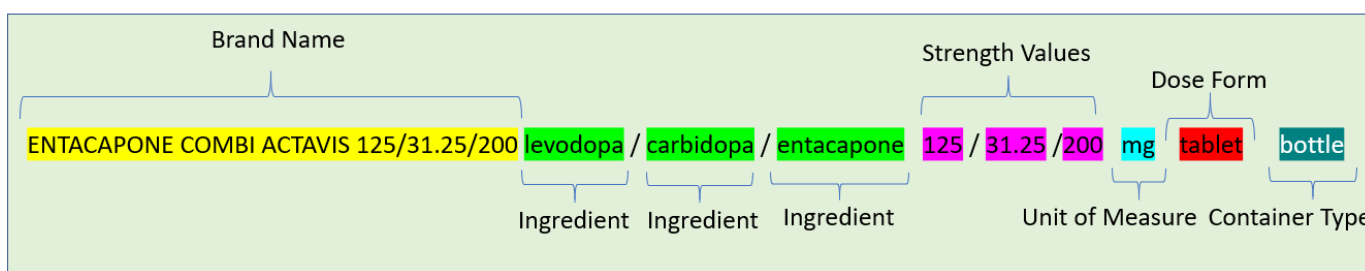 Brand Name
Strength Values
Dose Form
ENTACAPONE COMBI ACTAVIS 125/31.25/200 levodopa / carbidopa / entacapone 125 / 31.25 /200 mg tablet bottle
Ingredient Ingredient Ingredient Unit of Measure Container Type